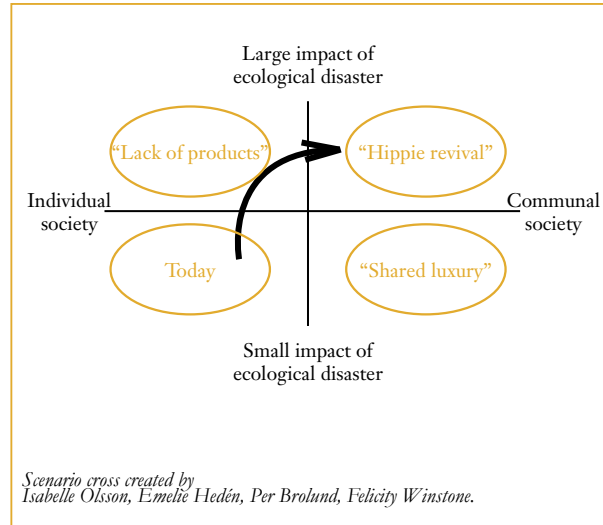 Large impact of
ecological disaster
“Lack of products”
“Hippie revival”
Individual
society
Communal
society
Today
“Shared luxury”
Small impact of
ecological disaster
Scenario cross created by
Isabelle Olsson, Emelie Hedén, Per Brolund, Felicity Winstone.